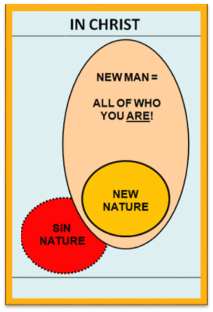 IN CHRIST
NEW MAN =
ALL OF WHO
YOU ARE!
NEW
NATURE
SIN
NATURE